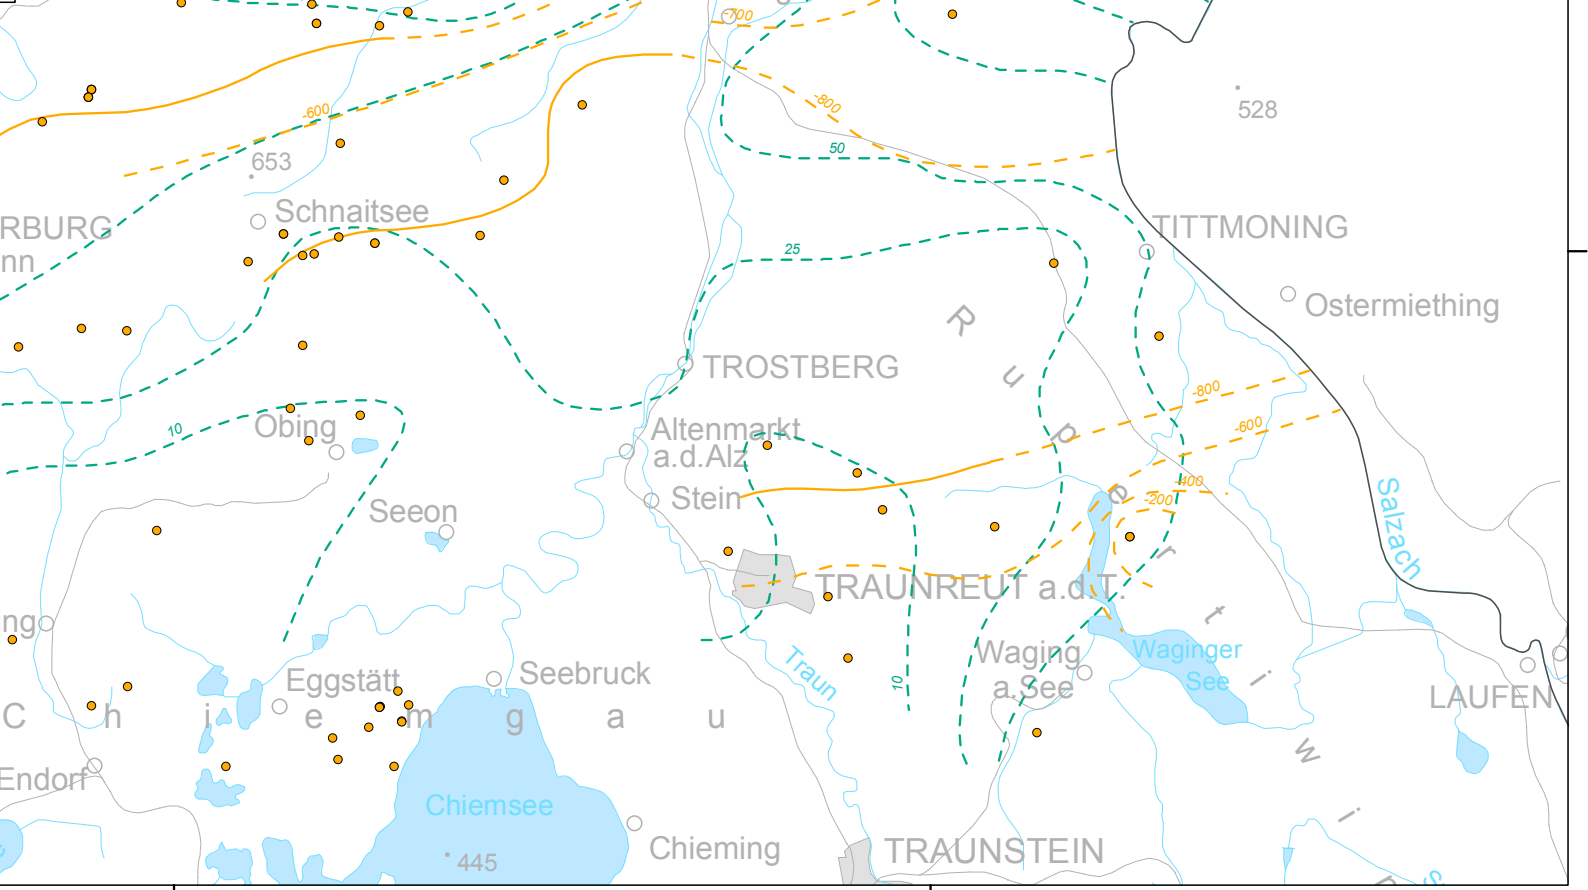 -700
-800
528
-600
653
50
Schnaitsee
RBURG
nn
TITTMONING
25
Ostermiething
TROSTBERG
-800
-600
10
Obing
Altenmarkt
a.d.Alz
Stein
Seeon
-400
-200
Salzach
TRAUNREUT a.d.T.
ng
Rupertiwi
Waging
a.See
Waginger
See
Traun
10
Eggstätt
Seebruck
LAUFEN
Chiemgau
Endorf
Chiemsee
445
Chieming
TRAUNSTEIN